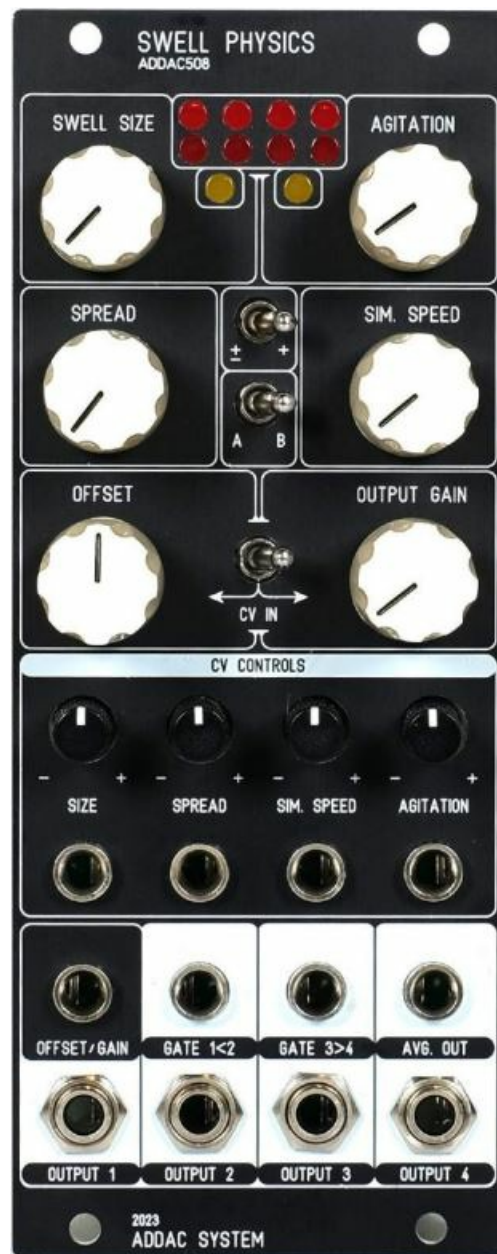 SWELL PHYSICS
ADDAC508
SWELL SIZE
AGITATION
SPREAD
SIM. SPEED
± +
A B
OFFSET
OUTPUT GAIN
CV IN
CV CONTROLS
- + - + - + - +
SIZE SPREAD SIM. SPEED AGITATION
OFFSET/GAIN GATE 1<2 GATE 3>4 AVG. OUT
OUTPUT 1 OUTPUT 2 OUTPUT 3 OUTPUT 4
2023
ADDAC SYSTEM